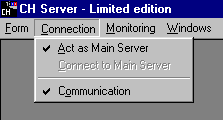 CH Server - Limited edition
Form Connection Monitoring Windows
Act as Main Server
Connect to Main Server
Communication